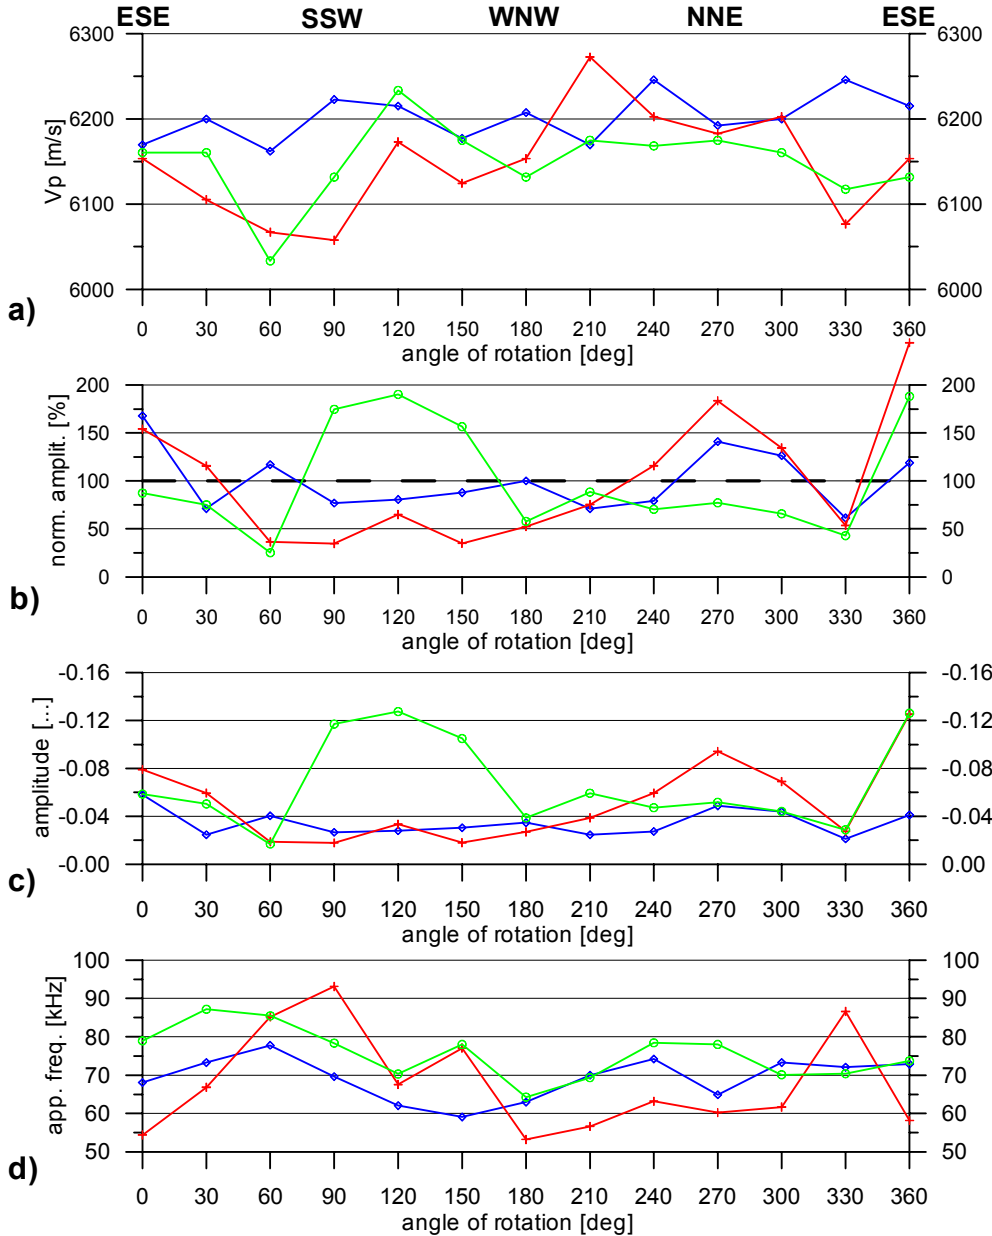 ESE SSW WNW NNE ESE
6300 6300
6200 6200
6100 6100
6000 6000
Vp [m/s]
a)
0 30 60 90 120 150 180 210 240 270 300 330 360
angle of rotation [deg]
200 200
150 150
100 100
50 50
0 0
norm. amplit. [%]
b)
0 30 60 90 120 150 180 210 240 270 300 330 360
angle of rotation [deg]
-0.16 -0.16
-0.12 -0.12
-0.08 -0.08
-0.04 -0.04
-0.00 0.00
amplitude [...]
c)
0 30 60 90 120 150 180 210 240 270 300 330 360
angle of rotation [deg]
100 100
90 90
80 80
70 70
60 60
50 50
app. freq. [kHz]
d)
0 30 60 90 120 150 180 210 240 270 300 330 360
angle of rotation [deg]